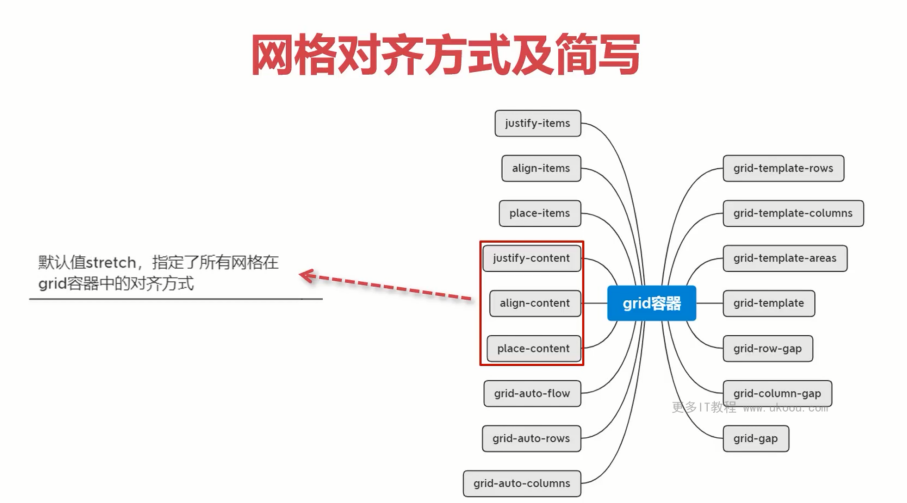 网格对齐方式及简写
justify-items
align-items
place-items
justify-content
align-content
place-content
grid-auto-flow
grid-auto-rows
grid-auto-columns
默认值stretch，指定了所有网格在
grid容器中的对齐方式
grid容器
grid-template-rows
grid-template-columns
grid-template-areas
grid-template
grid-row-gap
grid-column-gap
grid-gap
更多IT教程 www.ukoou.com